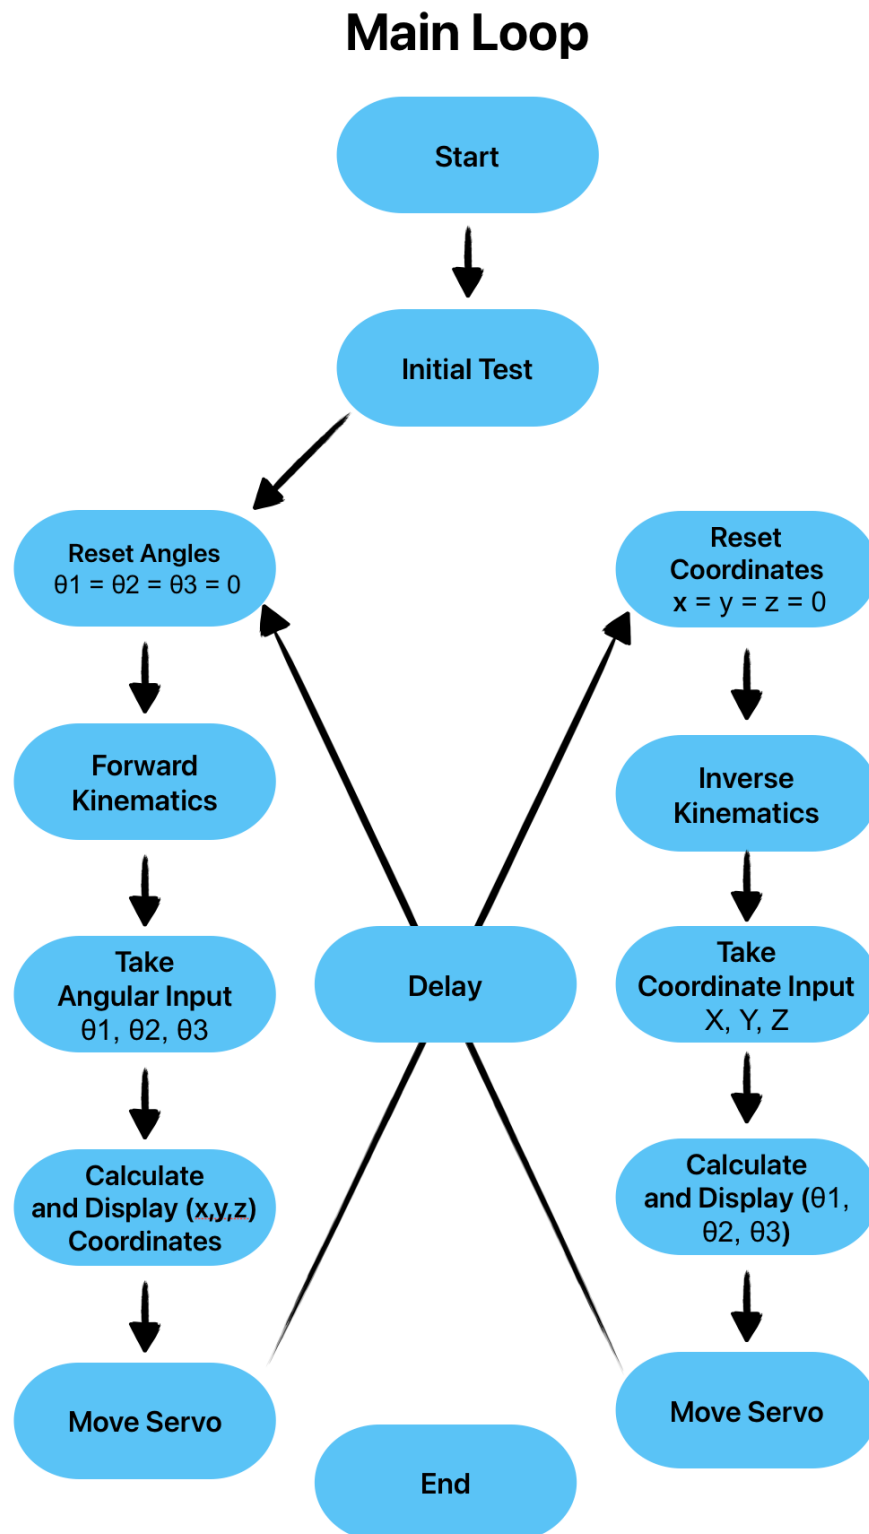 Main Loop
Start
Initial Test
Reset Angles
θ1 = θ2 = θ3 = 0
Forward
Kinematics
Take
Angular Input
θ1, θ2, θ3
Calculate
and Display (x,y,z)
Coordinates
Move Servo
Delay
Reset
Coordinates
x = y = z = 0
Inverse
Kinematics
Take
Coordinate Input
X, Y, Z
Calculate
and Display (θ1,
θ2, θ3)
Move Servo
End